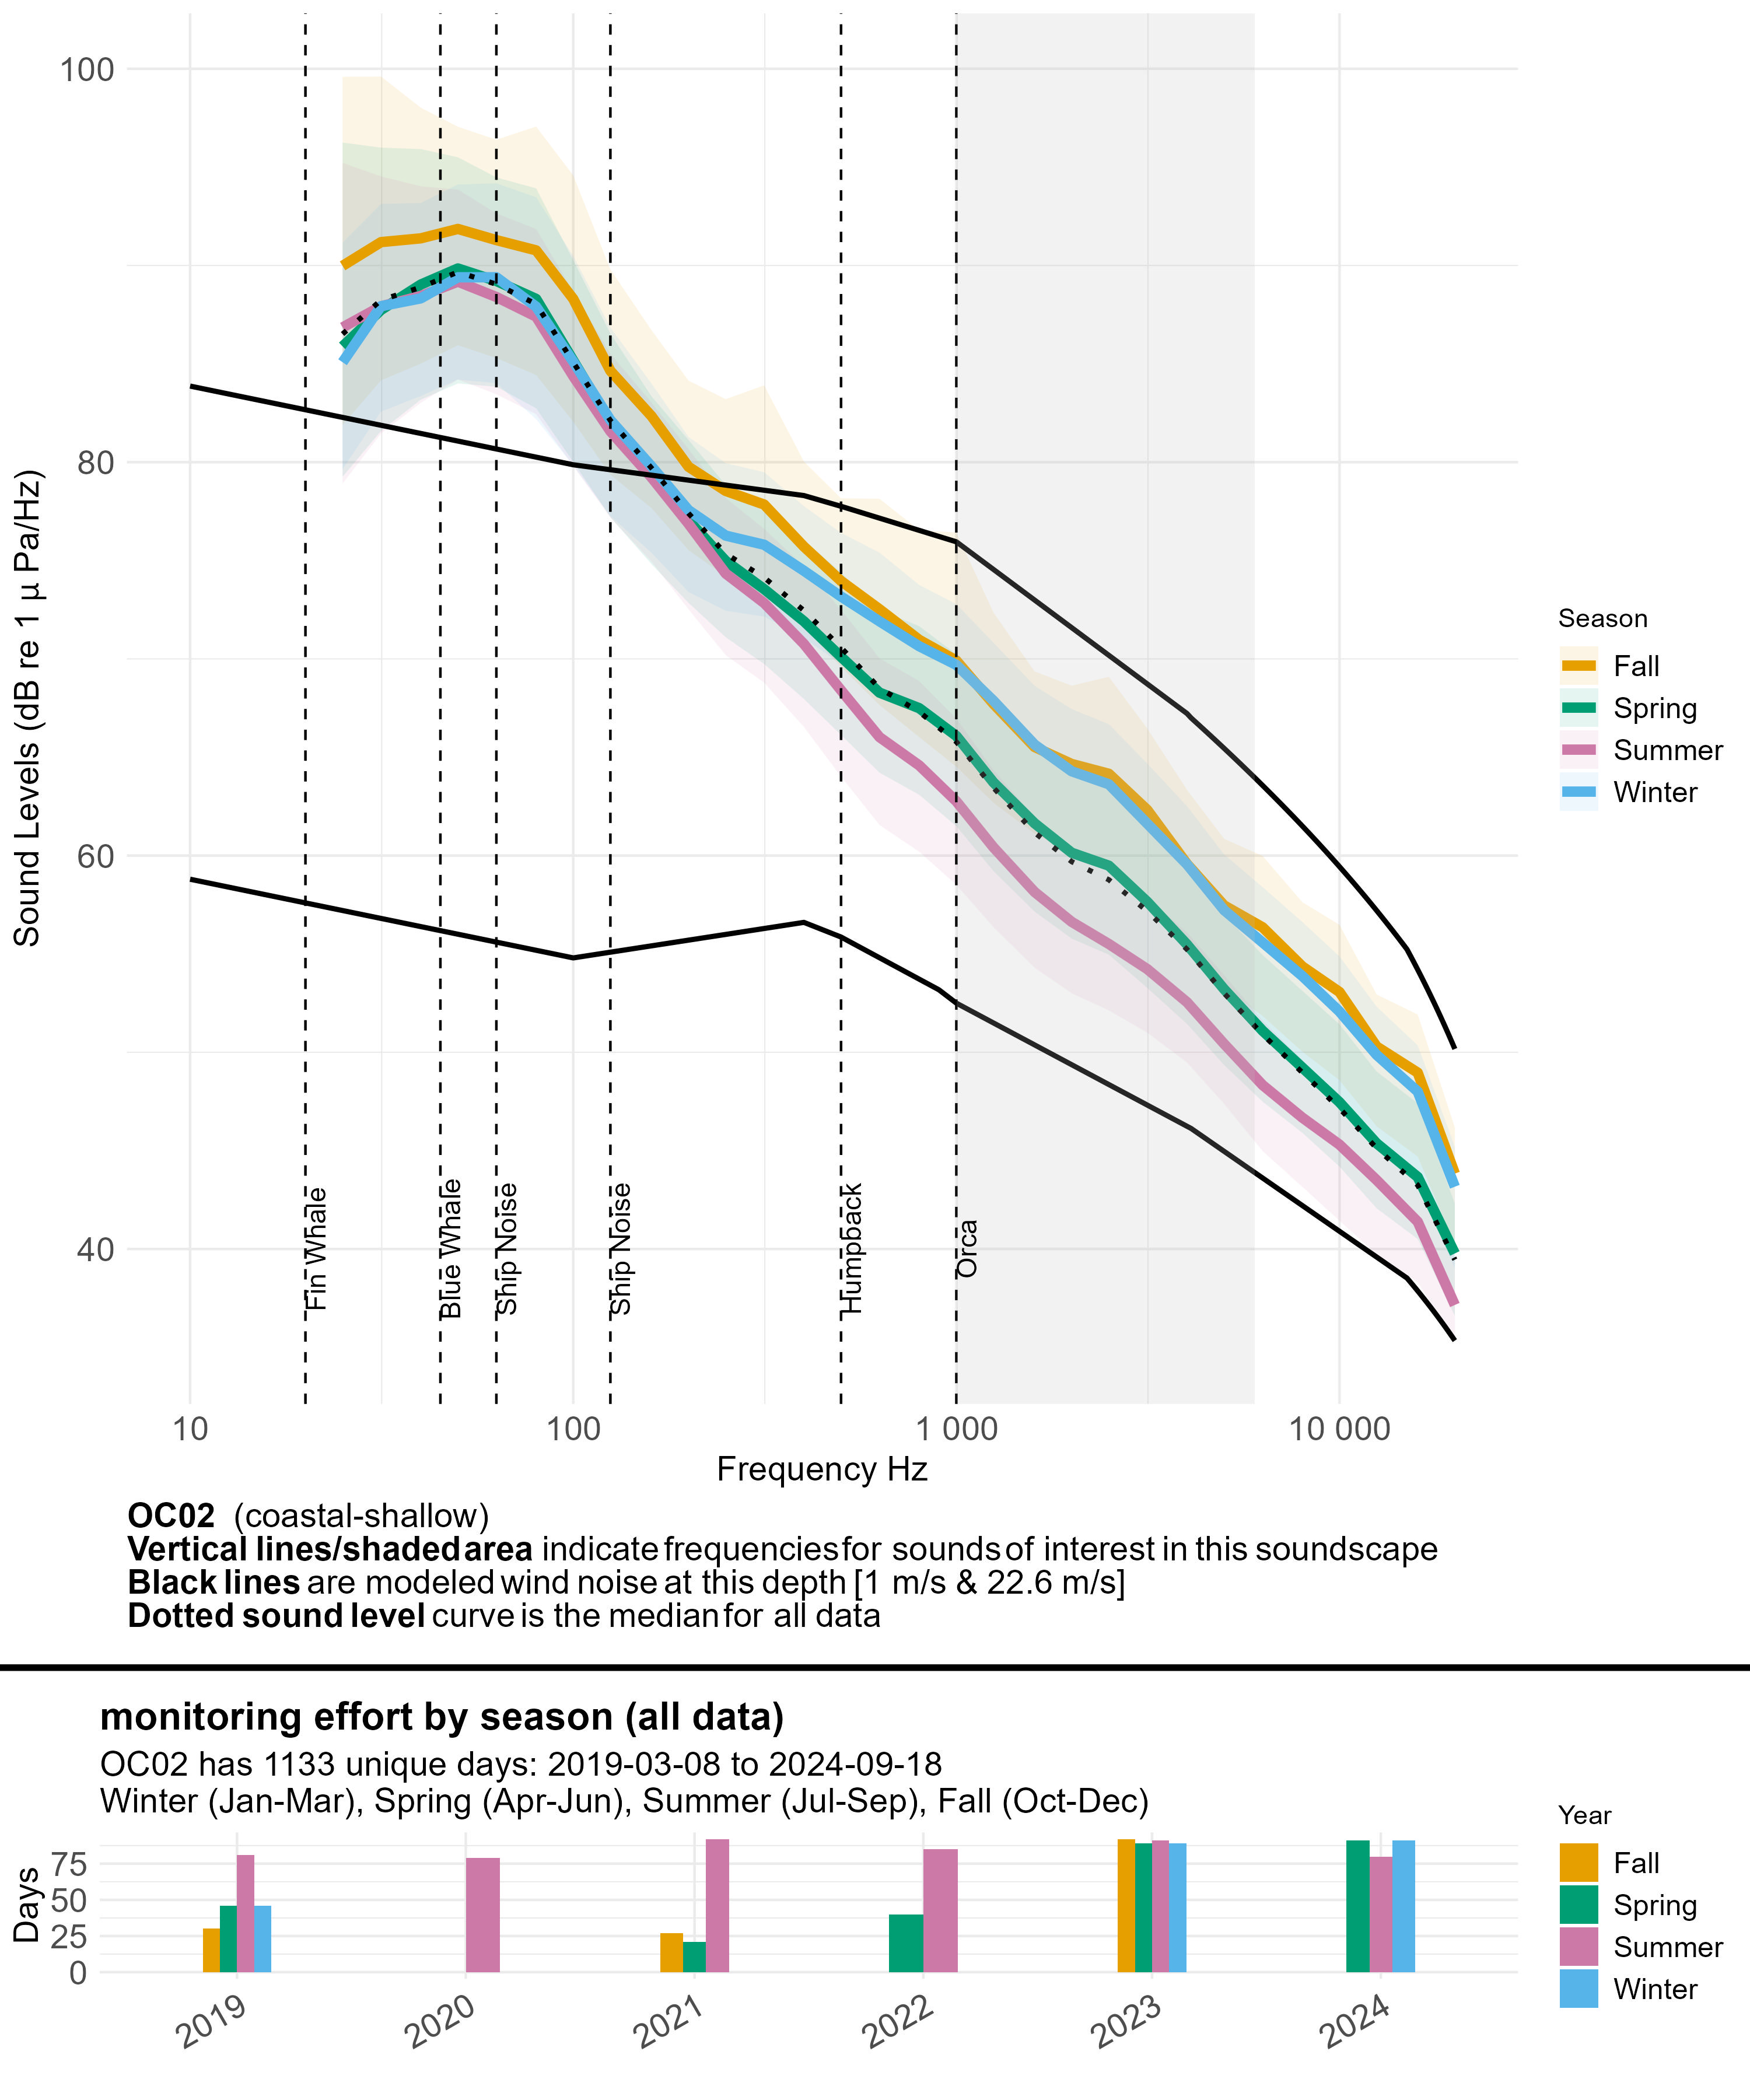 100
80
60
40
Sound Levels (dB re 1 µ Pa/Hz)
Fin Whale
Blue Whale
Ship Noise
Ship Noise
Humpback
Orca
10
100
1 000
10 000
Frequency Hz
Season
Fall
Spring
Summer
Winter
OC02 (coastal-shallow)
Vertical lines/shaded area indicate frequencies for sounds of interest in this soundscape
Black lines are modeled wind noise at this depth [1 m/s & 22.6 m/s]
Dotted sound level curve is the median for all data
monitoring effort by season (all data)
OC02 has 1133 unique days: 2019-03-08 to 2024-09-18
Winter (Jan-Mar), Spring (Apr-Jun), Summer (Jul-Sep), Fall (Oct-Dec)
Days
75
50
25
0
2019
2020
2021
2022
2023
2024
Year
Fall
Spring
Summer
Winter